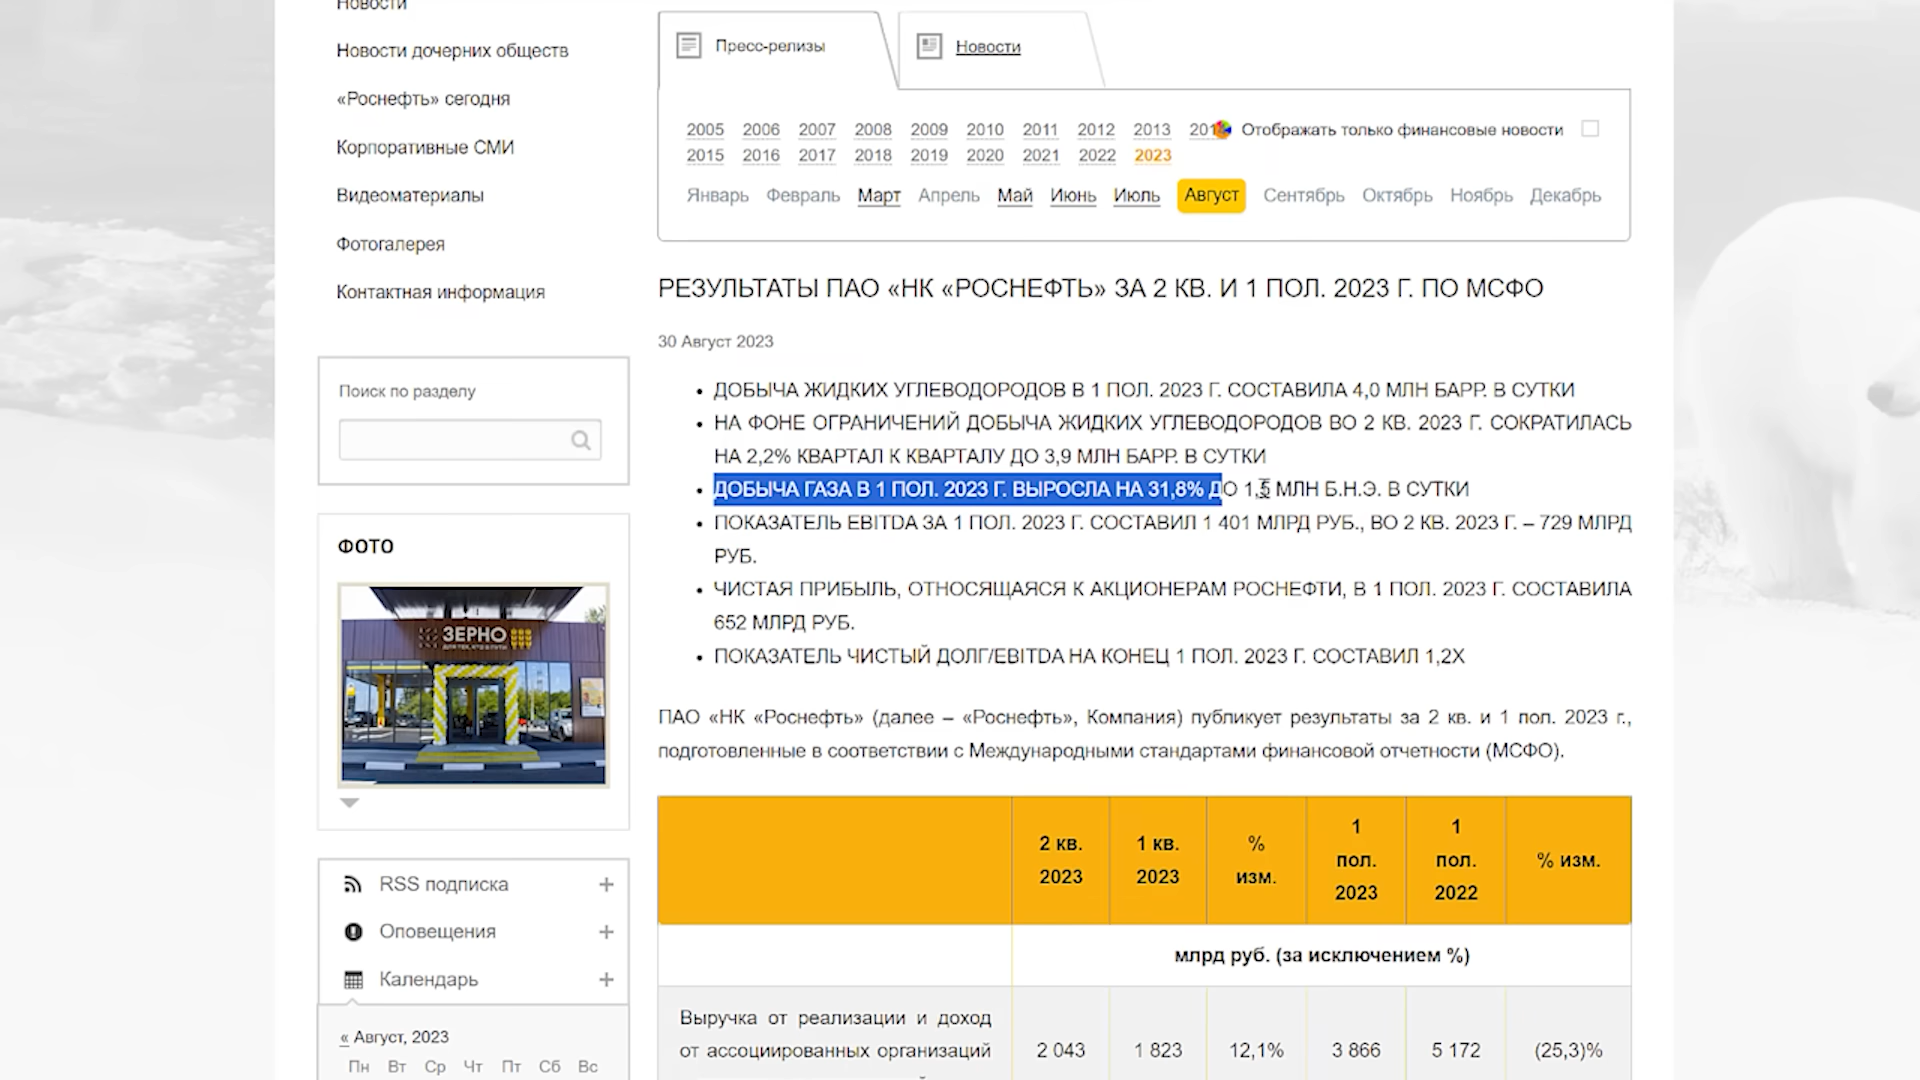 Новости
Новости дочерних обществ
«Роснефть» сегодня
Корпоративные СМИ
Видеоматериалы
Фотогалерея
Контактная информация
Поиск по разделу
ФОТО
ЗЕРНО
ДЛЯ ТЕХ, КТО В ПУТИ
RSS подписка
Оповещения
Календарь
« Август, 2023
Пн Вт Ср Чт Пт Сб Вс
Пресс-релизы
Новости
2005 2006 2007 2008 2009 2010 2011 2012 2013 Отображать только финансовые новости
2015 2016 2017 2018 2019 2020 2021 2022 2023
Январь Февраль Март Апрель Май Июнь Июль Август Сентябрь Октябрь Ноябрь Декабрь
РЕЗУЛЬТАТЫ ПАО «НК «РОСНЕФТЬ» ЗА 2 КВ. И 1 ПОЛ. 2023 Г. ПО МСФО
30 Август 2023
• ДОБЫЧА ЖИДКИХ УГЛЕВОДОРОДОВ В 1 ПОЛ. 2023 Г. СОСТАВИЛА 4,0 МЛН БАРР. В СУТКИ
• НА ФОНЕ ОГРАНИЧЕНИЙ ДОБЫЧА ЖИДКИХ УГЛЕВОДОРОДОВ ВО 2 КВ. 2023 Г. СОКРАТИЛАСЬ
НА 2,2% КВАРТАЛ К КВАРТАЛУ ДО 3,9 МЛН БАРР. В СУТКИ
• ДОБЫЧА ГАЗА В 1 ПОЛ. 2023 Г. ВЫРОСЛА НА 31,8% ДО 1,5 МЛН Б.Н.Э. В СУТКИ
• ПОКАЗАТЕЛЬ EBITDA ЗА 1 ПОЛ. 2023 Г. СОСТАВИЛ 1 401 МЛРД РУБ., ВО 2 КВ. 2023 Г. – 729 МЛРД
РУБ.
• ЧИСТАЯ ПРИБЫЛЬ, ОТНОСЯЩАЯСЯ К АКЦИОНЕРАМ РОСНЕФТИ, В 1 ПОЛ. 2023 Г. СОСТАВИЛА
652 МЛРД РУБ.
• ПОКАЗАТЕЛЬ ЧИСТЫЙ ДОЛГ/EBITDA НА КОНЕЦ 1 ПОЛ. 2023 Г. СОСТАВИЛ 1,2Х
ПАО «НК «Роснефть» (далее – «Роснефть», Компания) публикует результаты за 2 кв. и 1 пол. 2023 г.,
подготовленные в соответствии с Международными стандартами финансовой отчетности (МСФО).
2 кв. 2023 1 кв. 2023 % изм. 1 пол. 2023 1 пол. 2022 % изм.
млрд руб. (за исключением %)
Выручка от реализации и доход
от ассоциированных организаций 2 043 1 823 12,1% 3 866 5 172 (25,3)%